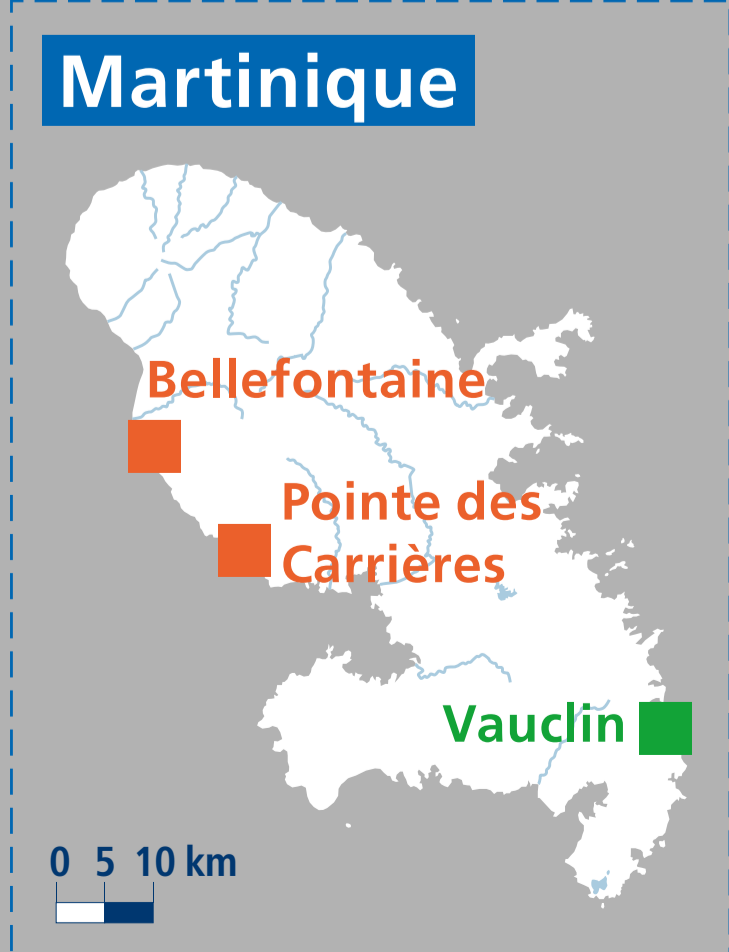 Martinique
Bellefontaine
Pointe des
Carrières
Vauclin
0 5 10 km